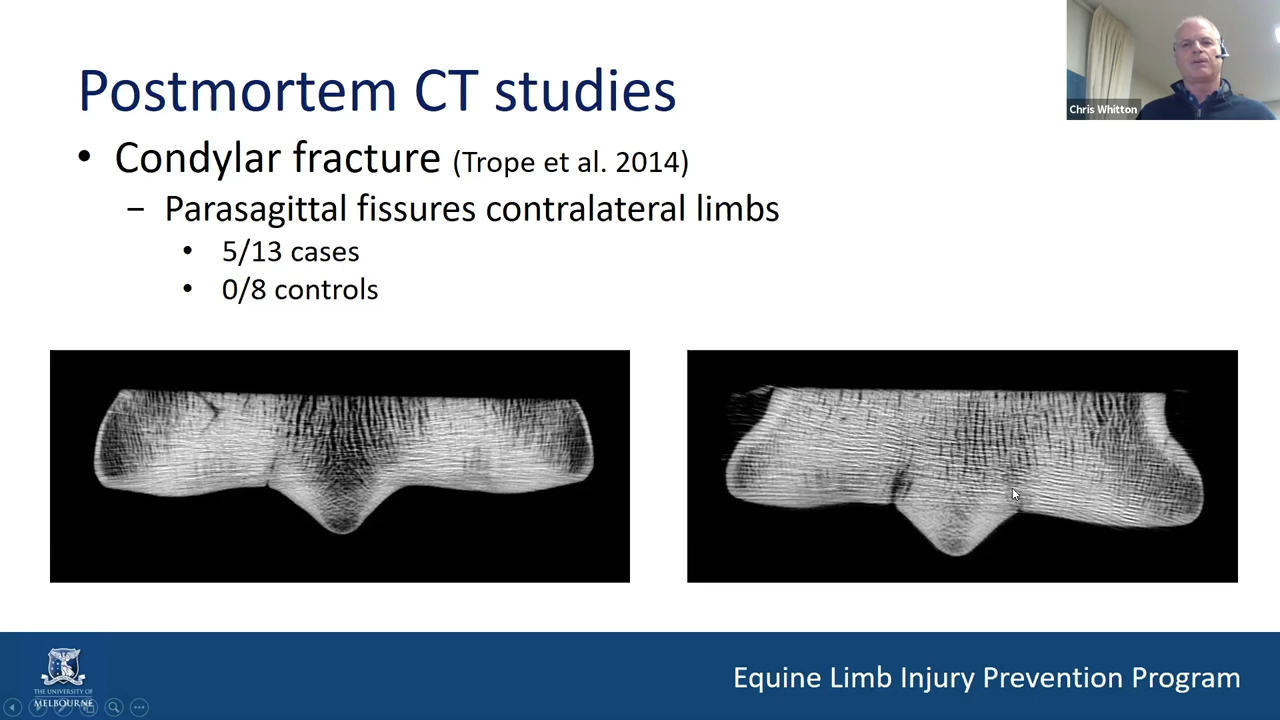 Postmortem CT studies
• Condylar fracture (Trope et al. 2014)
– Parasagittal fissures contralateral limbs
• 5/13 cases
• 0/8 controls
Chris Whitton
THE UNIVERSITY OF
MELBOURNE
Equine Limb Injury Prevention Program